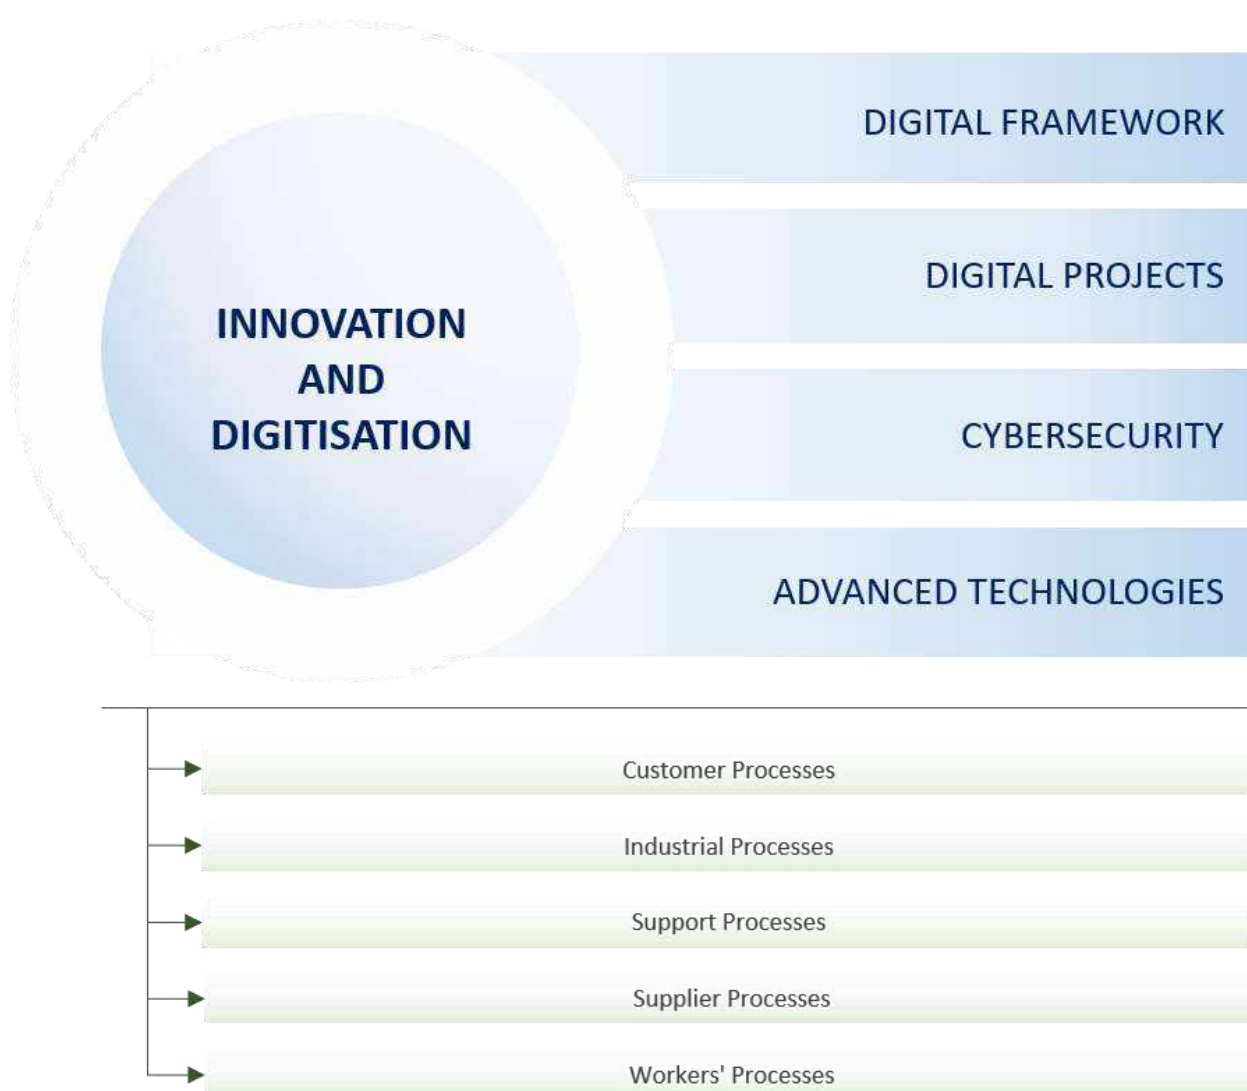 INNOVATION
AND
DIGITISATION
DIGITAL FRAMEWORK
DIGITAL PROJECTS
CYBERSECURITY
ADVANCED TECHNOLOGIES
Customer Processes
Industrial Processes
Support Processes
Supplier Processes
Workers' Processes